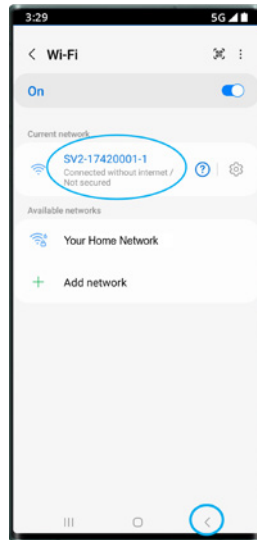 3:29 5G
Wi-Fi
On
Current network
SV2-17420001-1
Connected without internet /
Not secured
Available networks
Your Home Network
Add network